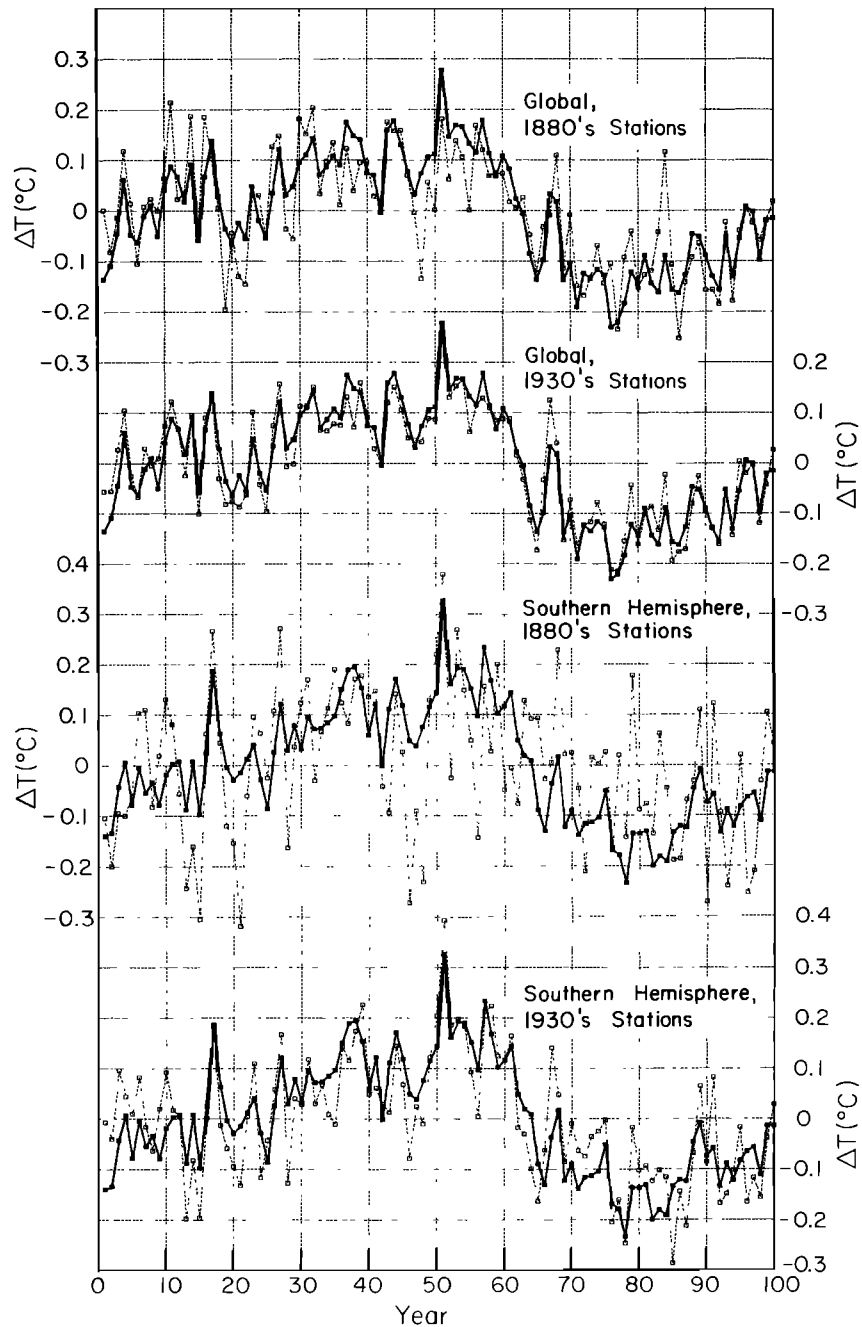 0.3
0.2
0.1
0
-0.1
-0.2
-0.3
ΔT(°C)
Global,
1880's Stations
0.2
0.1
0
-0.1
-0.2
-0.3
ΔT(°C)
Global,
1930's Stations
0.4
0.3
0.2
0.1
0
-0.1
-0.2
-0.3
ΔT(°C)
Southern Hemisphere,
1880's Stations
0.4
0.3
0.2
0.1
0
-0.1
-0.2
-0.3
ΔT(°C)
Southern Hemisphere,
1930's Stations
0 10 20 30 40 50 60 70 80 90 100
Year